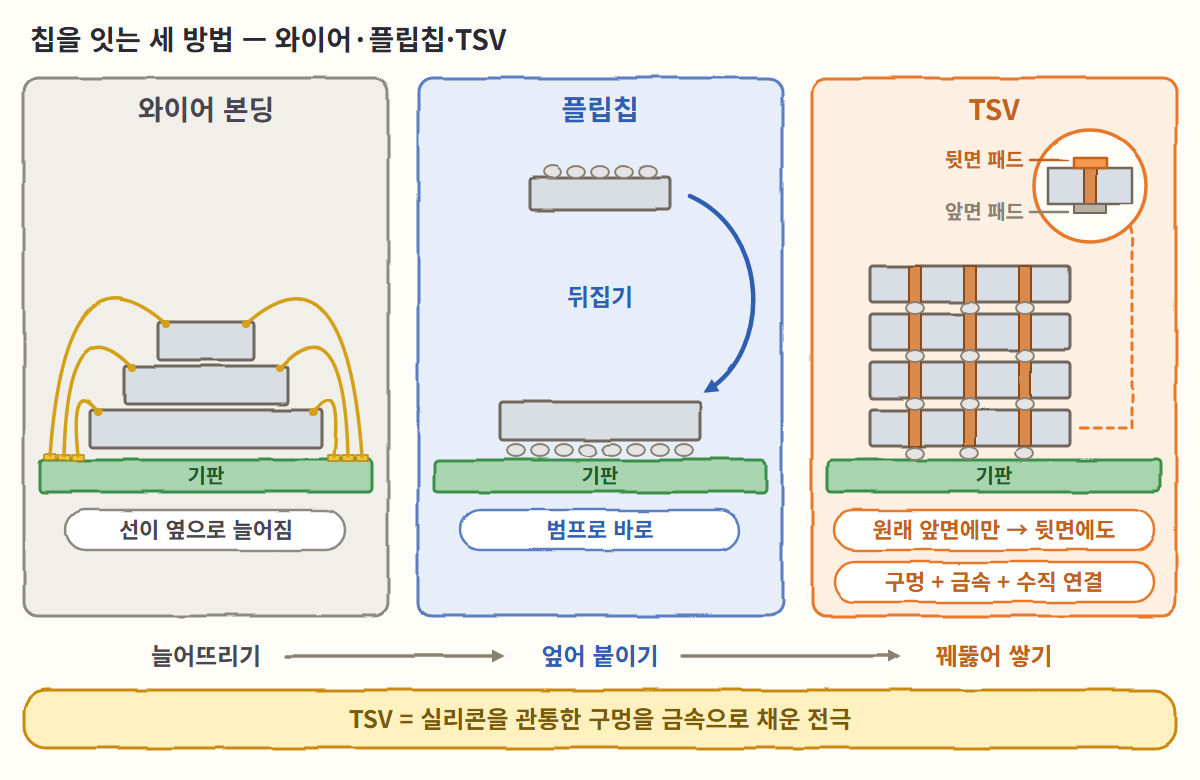 칩을 잇는 세 방법 — 와이어·플립칩·TSV
와이어 본딩
기판
선이 옆으로 늘어짐
플립칩
뒤집기
기판
범프로 바로
TSV
뒷면 패드
앞면 패드
기판
원래 앞면에만 → 뒷면에도
구멍 + 금속 + 수직 연결
늘어뜨리기
엎어 붙이기
꿰뚫어 쌓기
TSV = 실리콘을 관통한 구멍을 금속으로 채운 전극